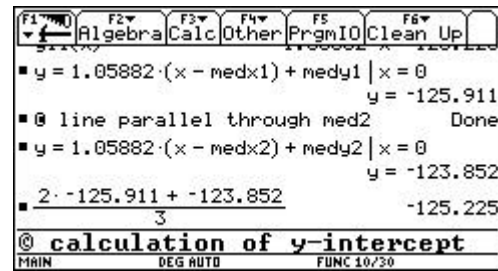 F1 F2 F3 F4 F5 F6
Algebra Calc Other PrgmIO Clean Up
▪ y = 1.05882·(x − medx1) + medy1 | x = 0
y = -125.911
▪ © line parallel through med2 Done
▪ y = 1.05882·(x − medx2) + medy2 | x = 0
y = -123.852
▪ 2· -125.911 + -123.852
3
-125.225
© calculation of y-intercept
MAIN DEG AUTO FUNC 10/30